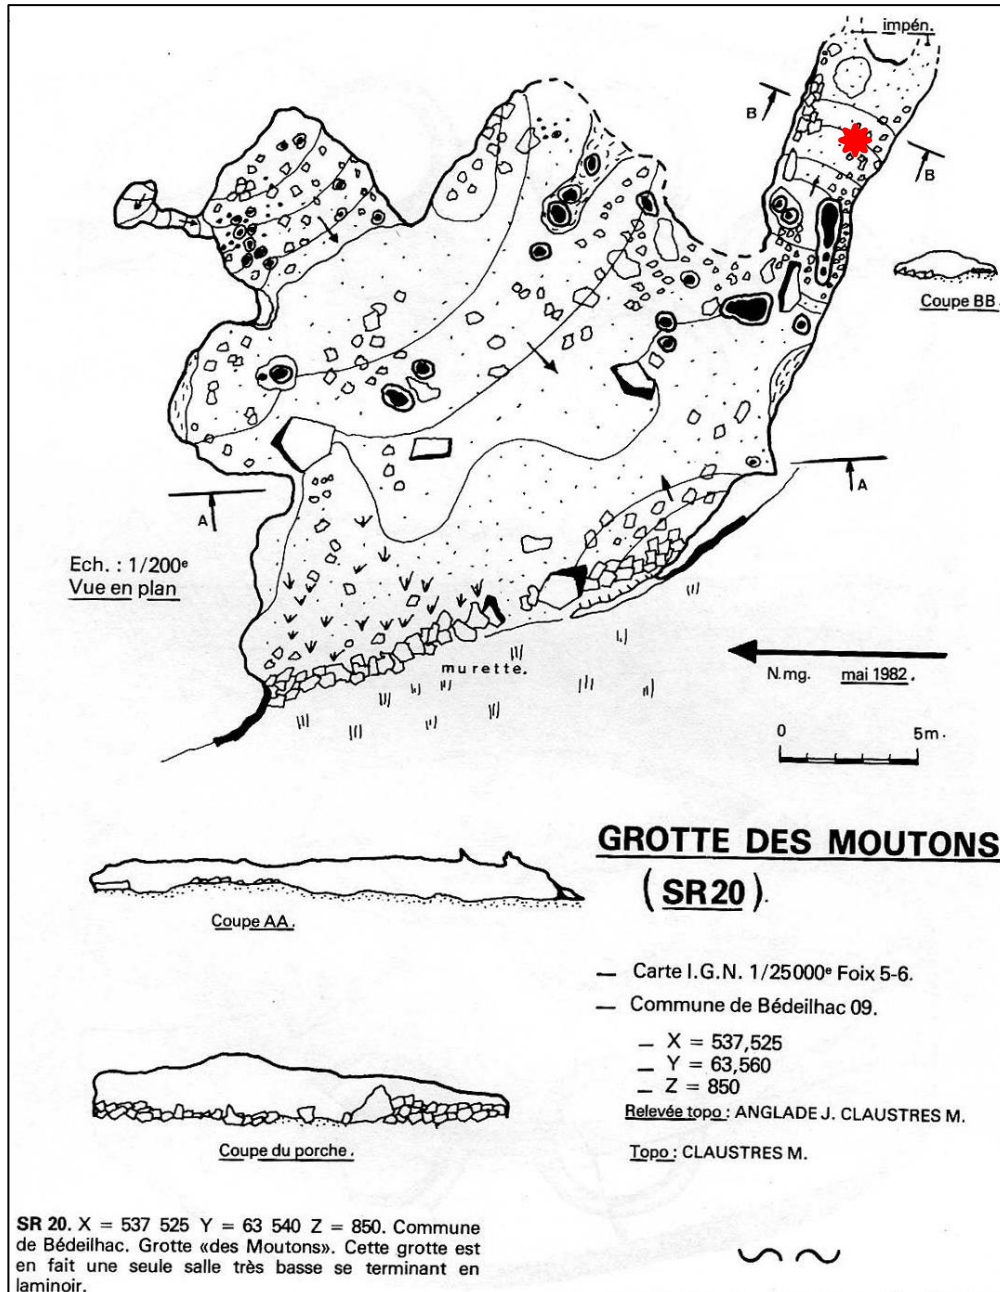 impén.
B
B
Coupe BB.
A
A
Ech. : 1/200e
Vue en plan
murette.
N.mg. mai 1982.
0 5m.
GROTTE DES MOUTONS
(SR20).
Coupe AA.
— Carte I.G.N. 1/25000e Foix 5-6.
— Commune de Bédeilhac 09.
— X = 537,525
— Y = 63,560
— Z = 850
Relevée topo : ANGLADE J. CLAUSTRES M.
Coupe du porche.
Topo : CLAUSTRES M.
SR 20. X = 537 525 Y = 63 540 Z = 850. Commune
de Bédeilhac. Grotte «des Moutons». Cette grotte est
en fait une seule salle très basse se terminant en
laminoir.